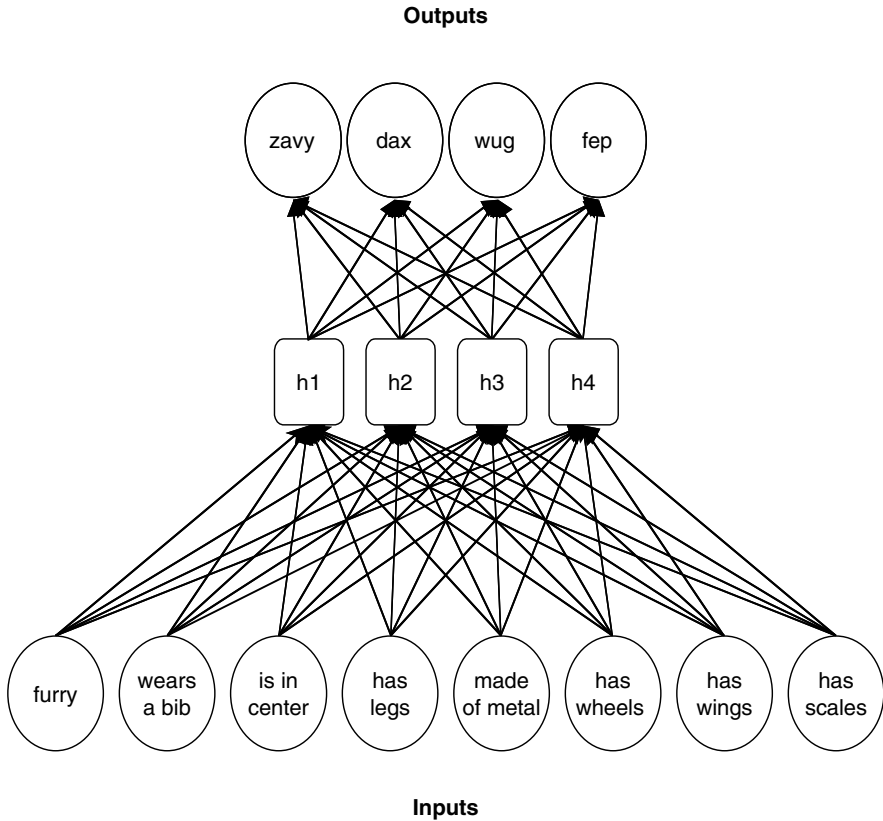 Outputs
zavy dax wug fep
h1 h2 h3 h4
furry
wears
a bib
is in
center
has
legs
made
of metal
has
wheels
has
wings
has
scales
Inputs